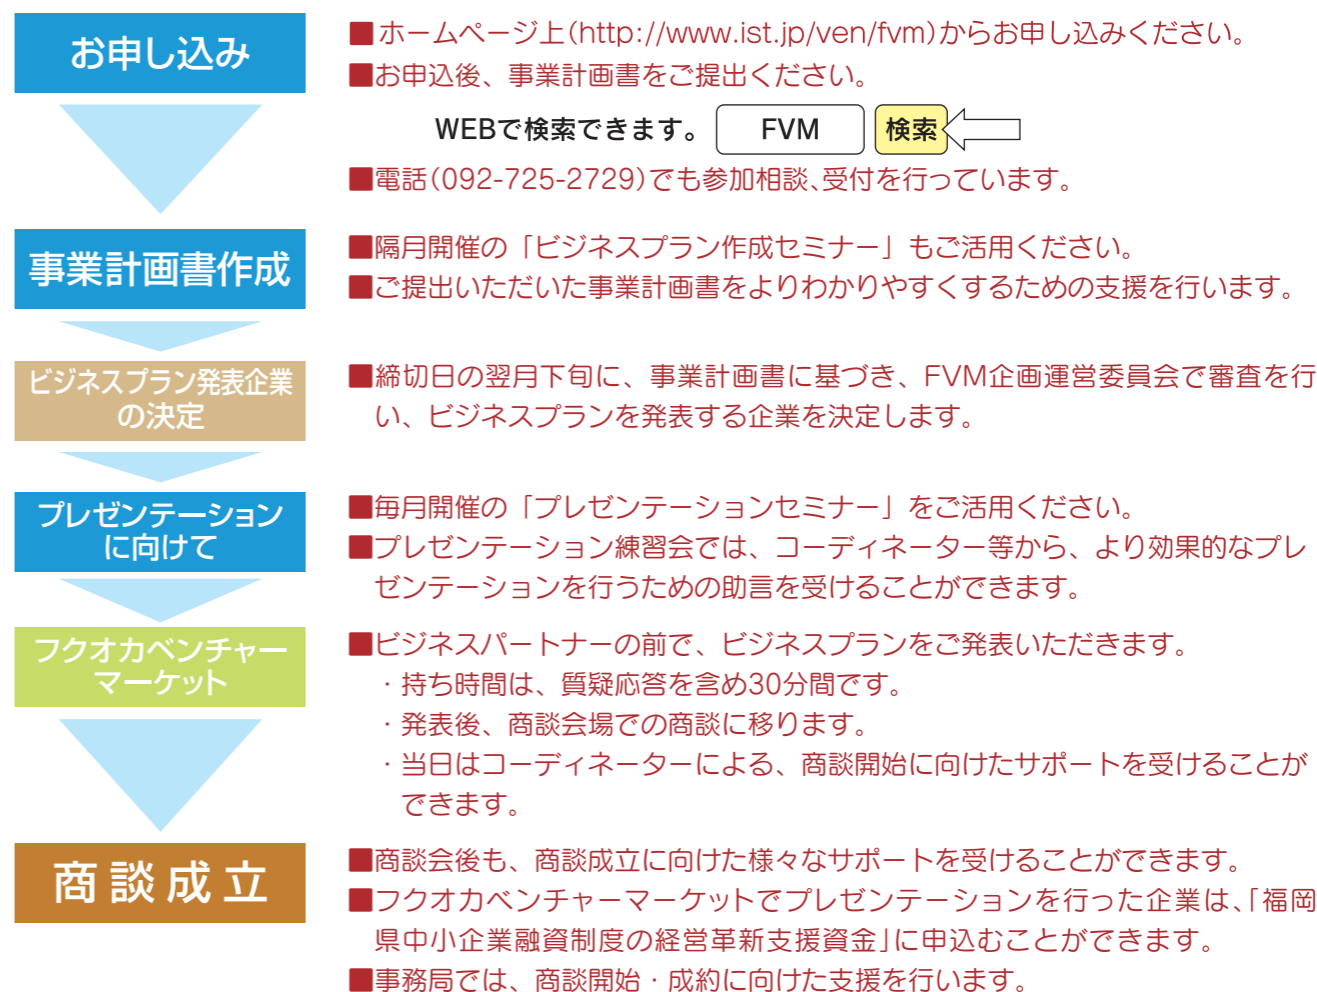 お申し込み
■ホームページ上(http://www.ist.jp/ven/fvm)からお申し込みください。
■お申込後、事業計画書をご提出ください。
WEBで検索できます。 FVM 検索
■電話(092-725-2729)でも参加相談、受付を行っています。
事業計画書作成
■隔月開催の「ビジネスプラン作成セミナー」もご活用ください。
■ご提出いただいた事業計画書をよりわかりやすくするための支援を行います。
ビジネスプラン発表企業
の決定
■締切日の翌月下旬に、事業計画書に基づき、FVM企画運営委員会で審査を行
い、ビジネスプランを発表する企業を決定します。
プレゼンテーション
に向けて
■毎月開催の「プレゼンテーションセミナー」をご活用ください。
■プレゼンテーション練習会では、コーディネーター等から、より効果的なプレ
ゼンテーションを行うための助言を受けることができます。
フクオカベンチャー
マーケット
■ビジネスパートナーの前で、ビジネスプランをご発表いただきます。
・持ち時間は、質疑応答を含め30分間です。
・発表後、商談会場での商談に移ります。
・当日はコーディネーターによる、商談開始に向けたサポートを受けることが
できます。
商談成立
■商談会後も、商談成立に向けた様々なサポートを受けることができます。
■フクオカベンチャーマーケットでプレゼンテーションを行った企業は、「福岡
県中小企業融資制度の経営革新支援資金」に申込むことができます。
■事務局では、商談開始・成約に向けた支援を行います。